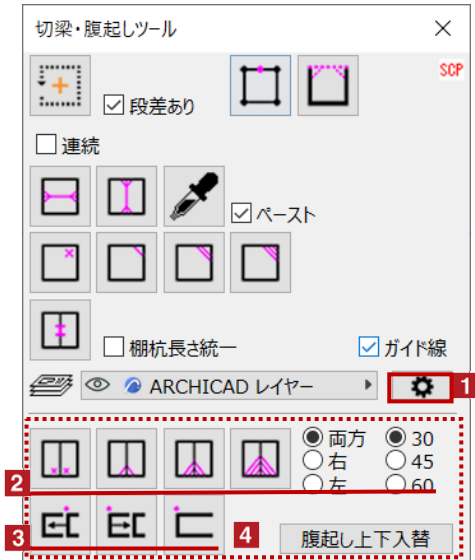 切梁・腹起しツール
SCP
段差あり
連続
ペースト
棚杭長さ統一
ガイド線
ARCHICAD レイヤー
1
両方
30
右
45
左
60
2
3
4
腹起し上下入替